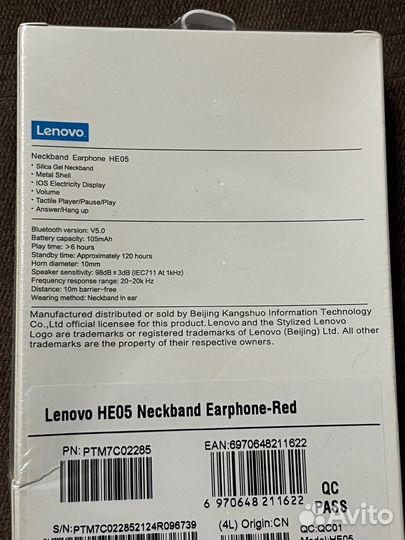 Lenovo
Neckband Earphone HE05
• Silica Gel Neckband
• Metal Shell
• IOS Electricity Display
• Volume
• Tactile Player/Pause/Play
• Answer/Hang up
Bluetooth version: V5.0
Battery capacity: 105mAh
Play time: >6 hours
Standby time: Approximately 120 hours
Horn diameter: 10mm
Speaker sensitivity: 98dB ± 3dB (IEC711 At 1kHz)
Frequency response range: 20~20k Hz
Distance: 10m barrier-free
Wearing method: Neckband In ear
Manufactured distributed or sold by Beijing Kangshuo Information Technology
Co.,Ltd official licensee for this product. Lenovo and the Stylized Lenovo
Logo are trademarks or registered trademarks of Lenovo (Beijing) Ltd. All other
trademark are the property of their respective owners.
Lenovo HE05 Neckband Earphone-Red
PN: PTM7C02285
EAN:6970648211622
6 970648 211622
QC
PASS
S/N:PTM7C022852124R096739
(4L) Origin:CN
QC:QC01
Model:HE05
Avito